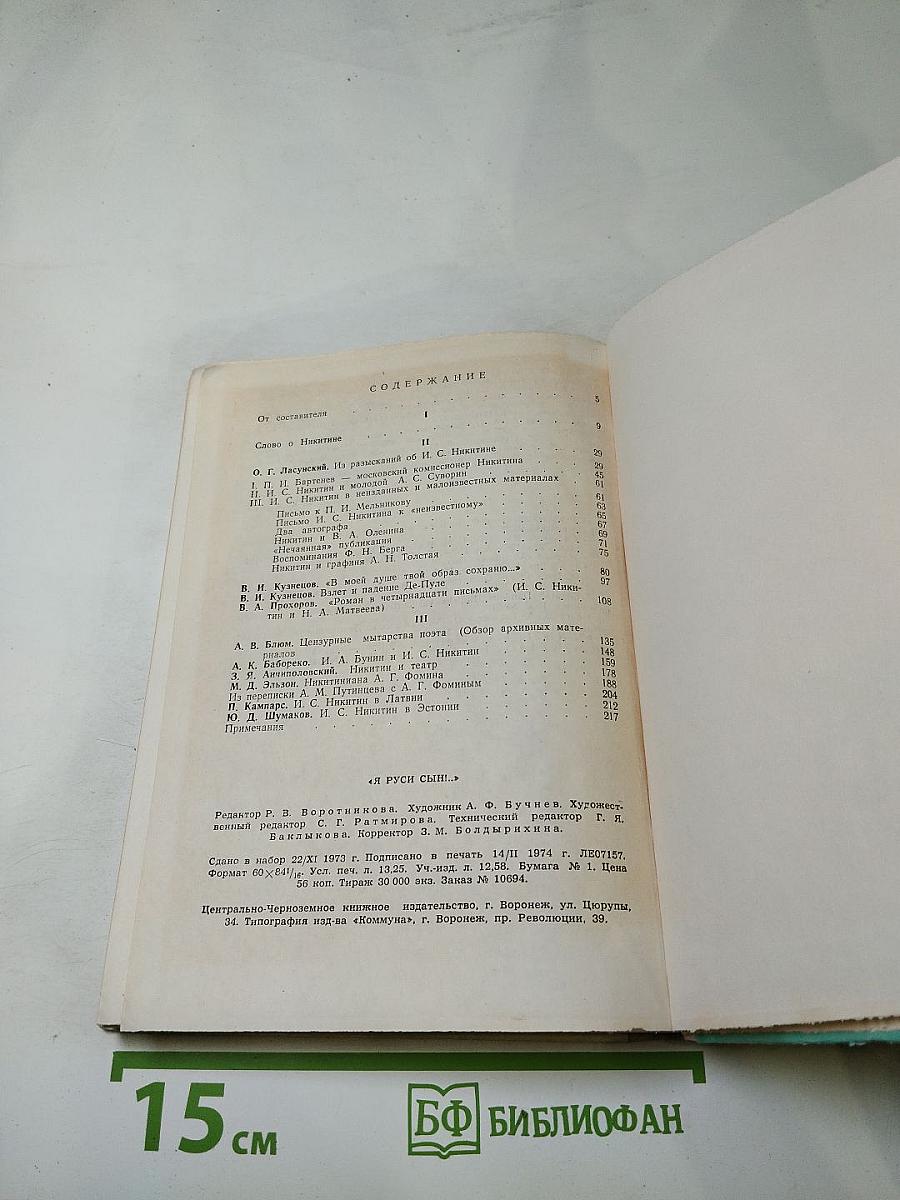 СОДЕРЖАНИЕ
От составителя . . . . . . . . . . . 5
I
Слово о Никитине . . . . . . . . . . 9
II
О. Г. Ласунский. Из разысканий об И. С. Никитине . . . 29
I. П. И. Бартенев — московский комиссионер Никитина . 29
II. И. С. Никитин и молодой А. С. Суворин . . . 45
III. И. С. Никитин в неизданных и малоизвестных материалах . 61
Письмо к П. И. Мельникову . . . . . 61
Письмо И. С. Никитина к «неизвестному» . . . 63
Два автографа . . . . . . . . 65
Никитин и В. А. Оленина . . . . . . 67
«Нечаянная» публикация . . . . . . 69
Воспоминания Ф. Н. Берга . . . . . . 71
Никитин и графиня А. Н. Толстая . . . . 75
В. И. Кузнецов. «В моей душе твой образ сохраню...» . . 80
В. И. Кузнецов. Взлет и падение Де-Пуле . . . . 97
В. А. Прохоров. «Роман в четырнадцати письмах» (И. С. Ники-
тин и Н. А. Матвеева) . . . . . . . 108
III
А. В. Блюм. Цензурные мытарства поэта (Обзор архивных мате-
риалов . . . . . . . . . . 135
А. К. Бабореко. И. А. Бунин и И. С. Никитин . . . 148
З. Я. Анчиполовский. Никитин и театр . . . . 159
М. Д. Эльзон. Никитиниана А. Г. Фомина . . . . 178
Из переписки А. М. Путинцева с А. Г. Фоминым . . . 188
П. Кампарс. И. С. Никитин в Латвии . . . . 204
Ю. Д. Шумаков. И. С. Никитин в Эстонии . . . . 212
Примечания . . . . . . . . . . 217
«Я РУСИ СЫН!..»
Редактор Р. В. Воротникова. Художник А. Ф. Бучнев. Художест-
венный редактор С. Г. Ратмирова. Технический редактор Г. Я.
Баклыкова. Корректор З. М. Болдырихина.
Сдано в набор 22/XI 1973 г. Подписано в печать 14/II 1974 г. ЛЕ07157.
Формат 60×84¹/₁₆. Усл. печ. л. 13,25. Уч.-изд. л. 12,58. Бумага № 1. Цена
56 коп. Тираж 30 000 экз. Заказ № 10694.
Центрально-Черноземное книжное издательство, г. Воронеж, ул. Цюрупы,
34. Типография изд-ва «Коммуна», г. Воронеж, пр. Революции, 39.
15 см
БФ БИБЛИОФАН